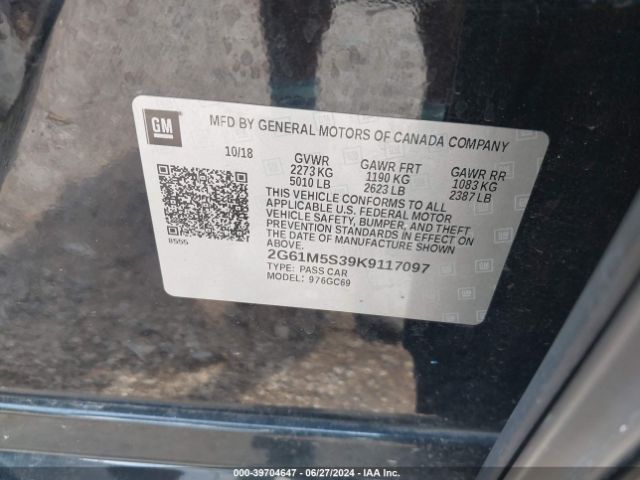 GM
MFD BY GENERAL MOTORS OF CANADA COMPANY
10/18
GVWR
2273 KG
5010 LB
GAWR FRT
1190 KG
2623 LB
GAWR RR
1083 KG
2387 LB
THIS VEHICLE CONFORMS TO ALL
APPLICABLE U.S. FEDERAL MOTOR
VEHICLE SAFETY, BUMPER, AND THEFT
PREVENTION STANDARDS IN EFFECT ON
THE DATE OF MANUFACTURE SHOWN
ABOVE.
2G61M5S39K9117097
TYPE: PASS CAR
MODEL: 976GC69
000-39704647 / 06/27/2024 - IAA Inc.